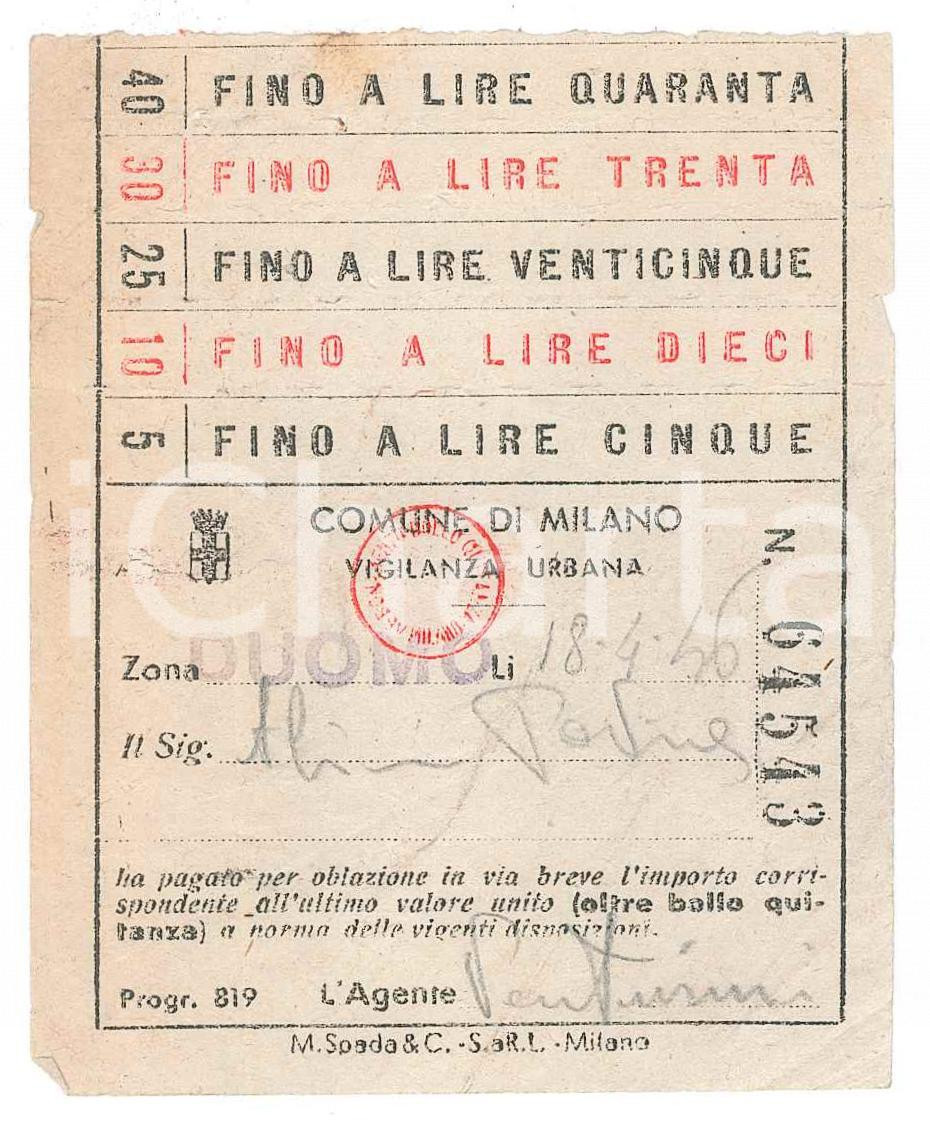 40 FINO A LIRE QUARANTA
30 FINO A LIRE TRENTA
25 FINO A LIRE VENTICINQUE
10 FINO A LIRE DIECI
5 FINO A LIRE CINQUE
COMUNE DI MILANO
VIGILANZA URBANA
N. 64543
Zona DUOMO Li 18-4-46
Il Sig.
ha pagato per oblazione in via breve l'importo corri-
spondente all'ultimo valore unito (oltre bollo qui-
tanza) a norma delle vigenti disposizioni.
Progr. 819 L'Agente
M. Spada & C. - S.aR.L. - Milano
iCharta